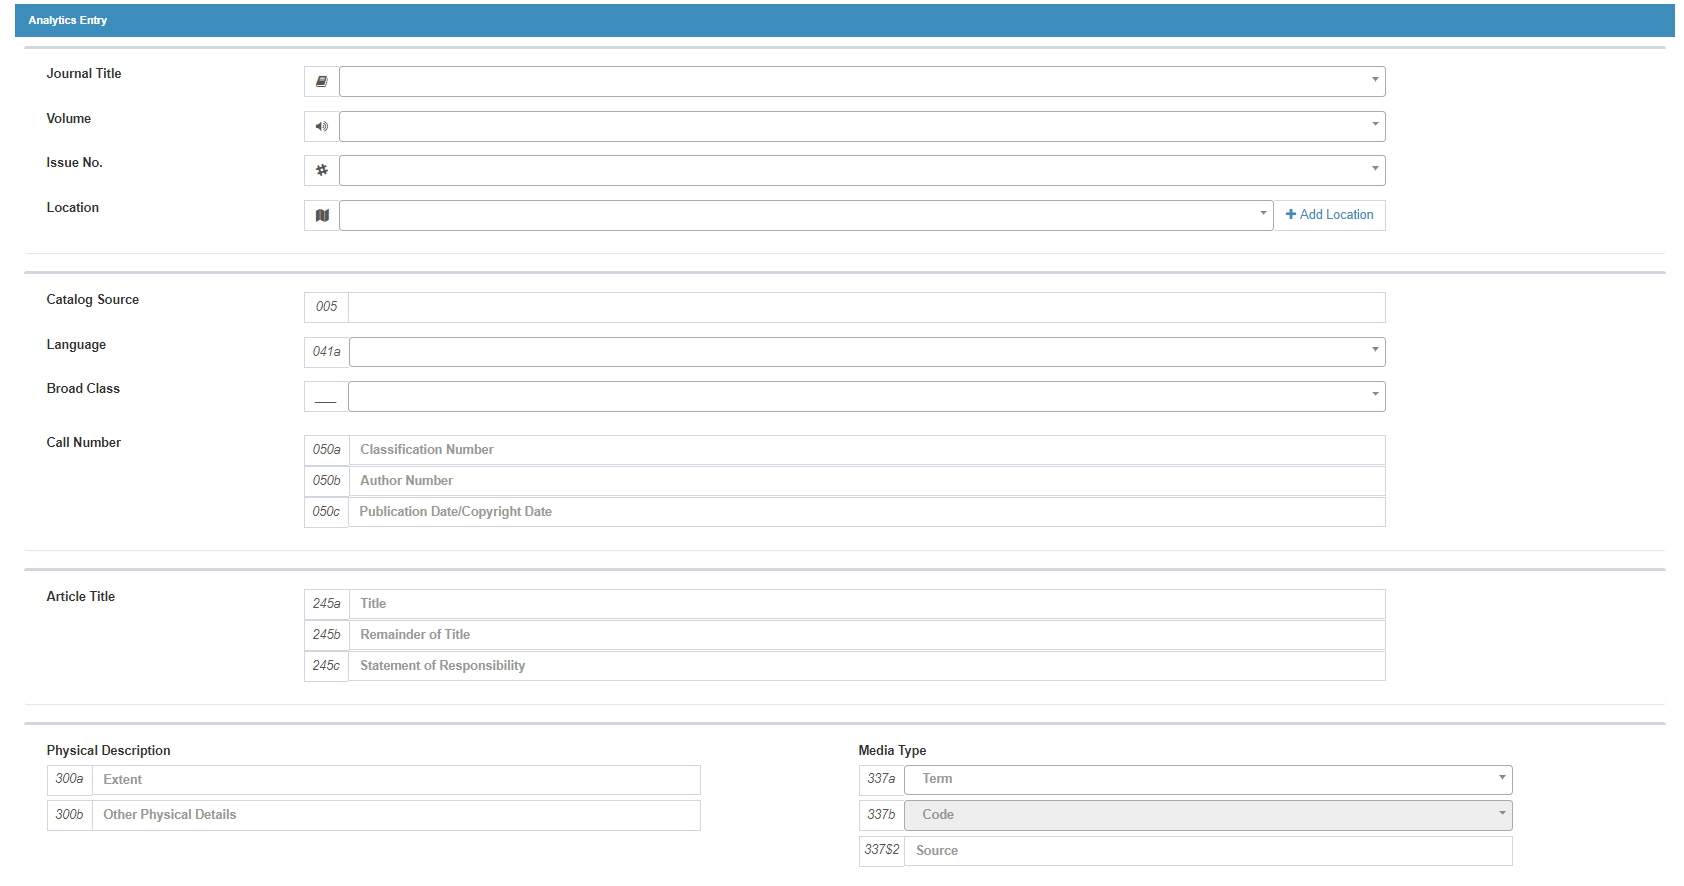 Analytics Entry
Journal Title
Volume
Issue No.
Location
Add Location
Catalog Source
005
Language
041a
Broad Class
___
Call Number
050a Classification Number
050b Author Number
050c Publication Date/Copyright Date
Article Title
245a Title
245b Remainder of Title
245c Statement of Responsibility
Physical Description
300a Extent
300b Other Physical Details
Media Type
337a Term
337b Code
337$2 Source